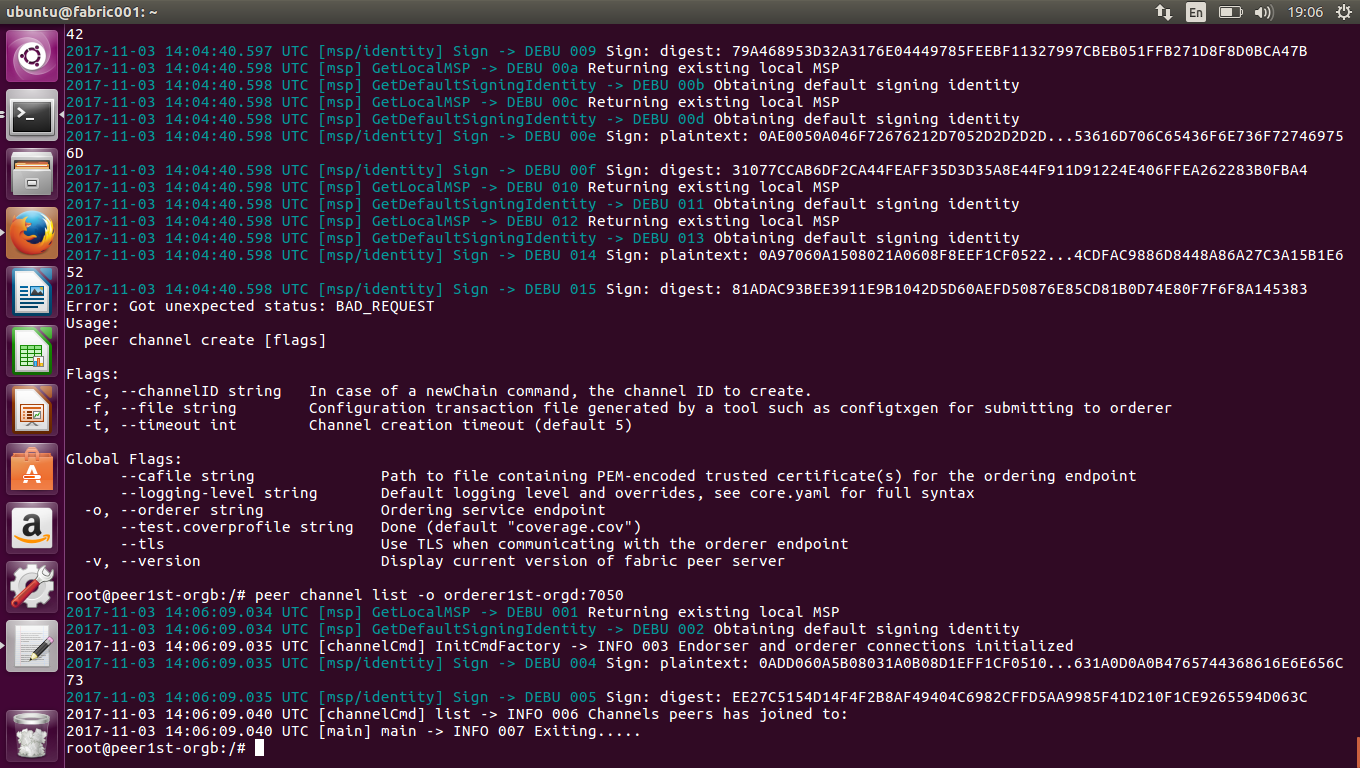 ubuntu@fabric001: ~
En
19:06
42
2017-11-03 14:04:40.597 UTC [msp/identity] Sign -> DEBU 009 Sign: digest: 79A468953D32A3176E04449785FEEBF11327997CBEB051FFB271D8F8D0BCA47B
2017-11-03 14:04:40.598 UTC [msp] GetLocalMSP -> DEBU 00a Returning existing local MSP
2017-11-03 14:04:40.598 UTC [msp] GetDefaultSigningIdentity -> DEBU 00b Obtaining default signing identity
2017-11-03 14:04:40.598 UTC [msp] GetLocalMSP -> DEBU 00c Returning existing local MSP
2017-11-03 14:04:40.598 UTC [msp] GetDefaultSigningIdentity -> DEBU 00d Obtaining default signing identity
2017-11-03 14:04:40.598 UTC [msp/identity] Sign -> DEBU 00e Sign: plaintext: 0AE0050A046F72676212D7052D2D2D2D...53616D706C65436F6E736F72746975
6D
2017-11-03 14:04:40.598 UTC [msp/identity] Sign -> DEBU 00f Sign: digest: 31077CCAB6DF2CA44FEAFF35D3D35A8E44F911D91224E406FFEA262283B0FBA4
2017-11-03 14:04:40.598 UTC [msp] GetLocalMSP -> DEBU 010 Returning existing local MSP
2017-11-03 14:04:40.598 UTC [msp] GetDefaultSigningIdentity -> DEBU 011 Obtaining default signing identity
2017-11-03 14:04:40.598 UTC [msp] GetLocalMSP -> DEBU 012 Returning existing local MSP
2017-11-03 14:04:40.598 UTC [msp] GetDefaultSigningIdentity -> DEBU 013 Obtaining default signing identity
2017-11-03 14:04:40.598 UTC [msp/identity] Sign -> DEBU 014 Sign: plaintext: 0A97060A1508021A0608F8EEF1CF0522...4CDFAC9886D8448A86A27C3A15B1E6
52
2017-11-03 14:04:40.598 UTC [msp/identity] Sign -> DEBU 015 Sign: digest: 81ADAC93BEE3911E9B1042D5D60AEFD50876E85CD81B0D74E80F7F6F8A145383
Error: Got unexpected status: BAD_REQUEST
Usage:
  peer channel create [flags]
Flags:
  -c, --channelID string   In case of a newChain command, the channel ID to create.
  -f, --file string        Configuration transaction file generated by a tool such as configtxgen for submitting to orderer
  -t, --timeout int        Channel creation timeout (default 5)
Global Flags:
      --cafile string              Path to file containing PEM-encoded trusted certificate(s) for the ordering endpoint
      --logging-level string       Default logging level and overrides, see core.yaml for full syntax
  -o, --orderer string             Ordering service endpoint
      --test.coverprofile string   Done (default "coverage.cov")
      --tls                        Use TLS when communicating with the orderer endpoint
  -v, --version                    Display current version of fabric peer server
root@peer1st-orgb:/# peer channel list -o orderer1st-orgd:7050
2017-11-03 14:06:09.034 UTC [msp] GetLocalMSP -> DEBU 001 Returning existing local MSP
2017-11-03 14:06:09.034 UTC [msp] GetDefaultSigningIdentity -> DEBU 002 Obtaining default signing identity
2017-11-03 14:06:09.035 UTC [channelCmd] InitCmdFactory -> INFO 003 Endorser and orderer connections initialized
2017-11-03 14:06:09.035 UTC [msp/identity] Sign -> DEBU 004 Sign: plaintext: 0ADD060A5B08031A0B08D1EFF1CF0510...631A0D0A0B4765744368616E6E656C
73
2017-11-03 14:06:09.035 UTC [msp/identity] Sign -> DEBU 005 Sign: digest: EE27C5154D14F4F2B8AF49404C6982CFFD5AA9985F41D210F1CE9265594D063C
2017-11-03 14:06:09.040 UTC [channelCmd] list -> INFO 006 Channels peers has joined to:
2017-11-03 14:06:09.040 UTC [main] main -> INFO 007 Exiting.....
root@peer1st-orgb:/#